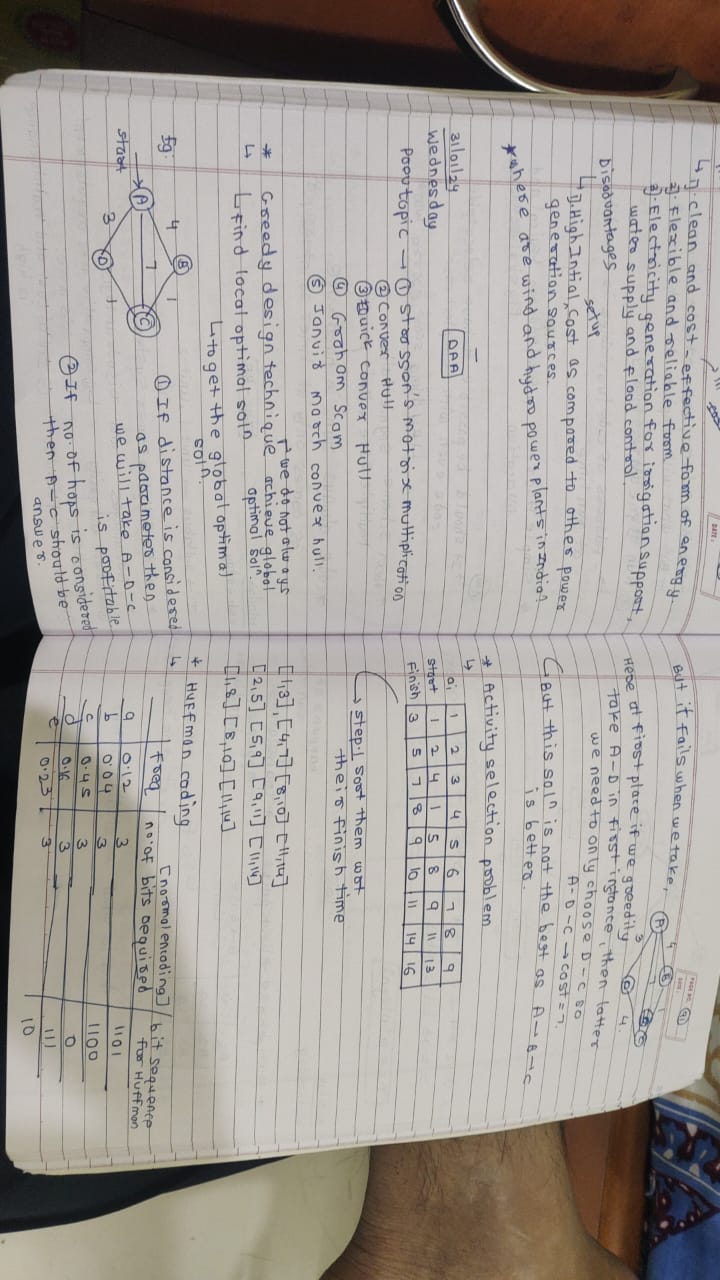 DATE:
1). clean and cost-effective form of energy.
2). Flexible and reliable form
3). Electricity generation for irrigation support,
water supply and flood control.
Disadvantages
setup
1). High Intial, Cost as compared to other power
generation sources.
* where are wind and hydro power plants in India?
31/01/24
DAA
Wednesday
Prev topic → ① strassen's matrix multiplication
② Convex Hull
③ Quick convex Hull
④ Graham Scam
⑤ Janvis march convex hull.
* Greedy design technique
we do not always
achieve global
optimal solⁿ.
find local optimal solⁿ
to get the global optimal
solⁿ.
Eg:
start
A
B
C
D
4
1
7
3
1
① If distance is considered
as parameter then
we will take A-D-C
is profitable
② If no. of hops is considered
then A-C should be
answer.
PAGE NO. 91
DATE:
But it fails when we take,
A
B
C
D
4
1
7
3
4.
Here at first place if we greedily
take A-D in first instance, then latter
we need to only choose D-C so
A-D-C → cost = 7.
But this solⁿ is not the best as A→B→C
is better.
* Activity selection problem
ai 1 2 3 4 5 6 7 8 9
start 1 2 4 1 5 8 9 11 13
Finish 3 5 7 8 9 10 11 14 16
step.1 sort them wrt
their finish time
[1,3], [4,7] [8,10] [11,14]
[2,5] [5,9] [9,11] [11,14]
[1,8] [8,10] [11,14]
* Huffman coding
Freq [normal encoding] no. of bits required bit sequence for Huffman
a 0.12 3 1101
b 0.04 3 1100
c 0.45 3 0
d 0.16 3 111
e 0.23 3 10